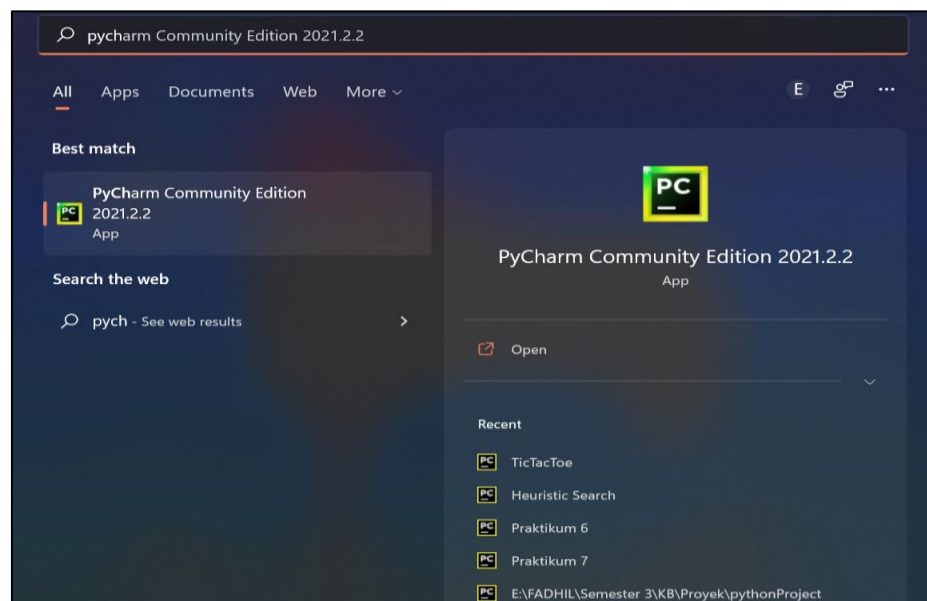 pycharm Community Edition 2021.2.2
All Apps Documents Web More
E
Best match
PyCharm Community Edition
2021.2.2
App
Search the web
pych - See web results
PC
PyCharm Community Edition 2021.2.2
App
Open
Recent
TicTacToe
Heuristic Search
Praktikum 6
Praktikum 7
E:\FADHIL\Semester 3\KB\Proyek\pythonProject